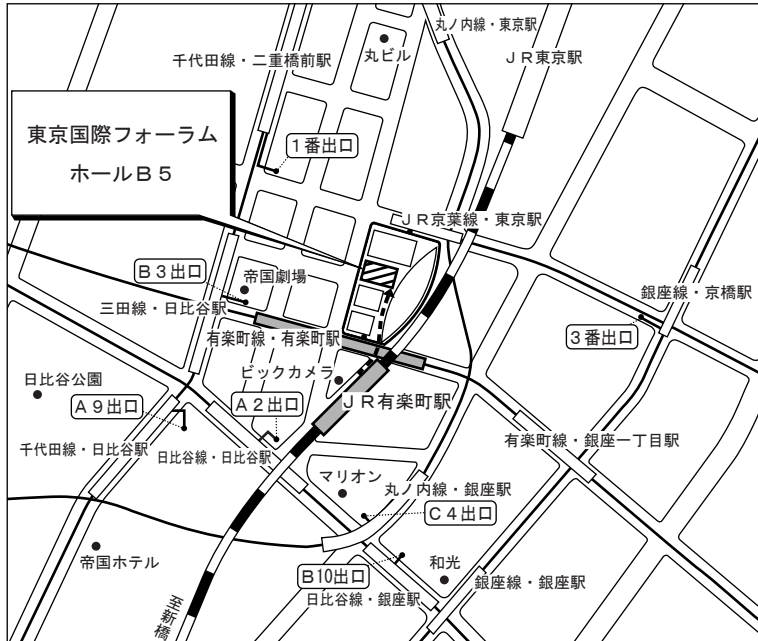 丸ノ内線・東京駅
千代田線・二重橋前駅
丸ビル
ＪＲ東京駅
東京国際フォーラム
ホールＢ５
１番出口
ＪＲ京葉線・東京駅
Ｂ３出口
帝国劇場
銀座線・京橋駅
三田線・日比谷駅
有楽町線・有楽町駅
３番出口
ビックカメラ
日比谷公園
Ａ９出口
Ａ２出口
ＪＲ有楽町駅
千代田線・日比谷駅
日比谷線・日比谷駅
有楽町線・銀座一丁目駅
マリオン
丸ノ内線・銀座駅
Ｃ４出口
帝国ホテル
和光
Ｂ10出口
銀座線・銀座駅
日比谷線・銀座駅
至新橋